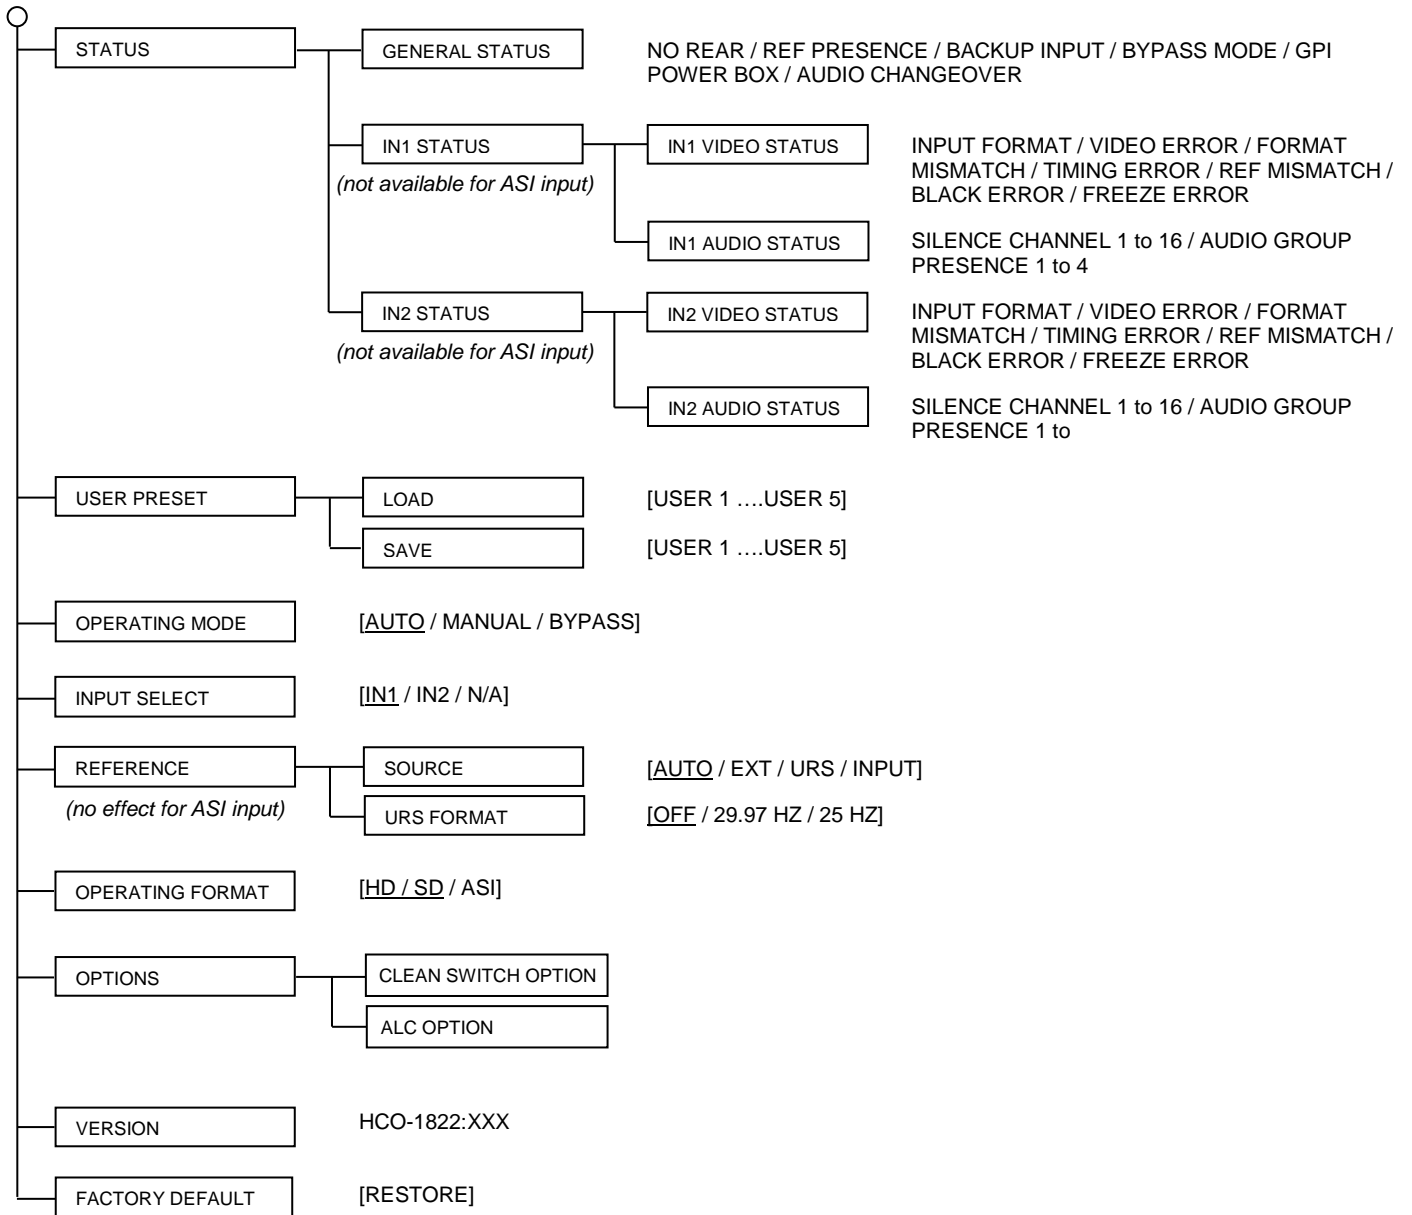 STATUS
GENERAL STATUS
NO REAR / REF PRESENCE / BACKUP INPUT / BYPASS MODE / GPI
POWER BOX / AUDIO CHANGEOVER
IN1 STATUS
(not available for ASI input)
IN1 VIDEO STATUS
INPUT FORMAT / VIDEO ERROR / FORMAT
MISMATCH / TIMING ERROR / REF MISMATCH /
BLACK ERROR / FREEZE ERROR
IN1 AUDIO STATUS
SILENCE CHANNEL 1 to 16 / AUDIO GROUP
PRESENCE 1 to 4
IN2 STATUS
(not available for ASI input)
IN2 VIDEO STATUS
INPUT FORMAT / VIDEO ERROR / FORMAT
MISMATCH / TIMING ERROR / REF MISMATCH /
BLACK ERROR / FREEZE ERROR
IN2 AUDIO STATUS
SILENCE CHANNEL 1 to 16 / AUDIO GROUP
PRESENCE 1 to
USER PRESET
LOAD
[USER 1 ….USER 5]
SAVE
[USER 1 ….USER 5]
OPERATING MODE
[AUTO / MANUAL / BYPASS]
INPUT SELECT
[IN1 / IN2 / N/A]
REFERENCE
(no effect for ASI input)
SOURCE
[AUTO / EXT / URS / INPUT]
URS FORMAT
[OFF / 29.97 HZ / 25 HZ]
OPERATING FORMAT
[HD / SD / ASI]
OPTIONS
CLEAN SWITCH OPTION
ALC OPTION
VERSION
HCO-1822:XXX
FACTORY DEFAULT
[RESTORE]